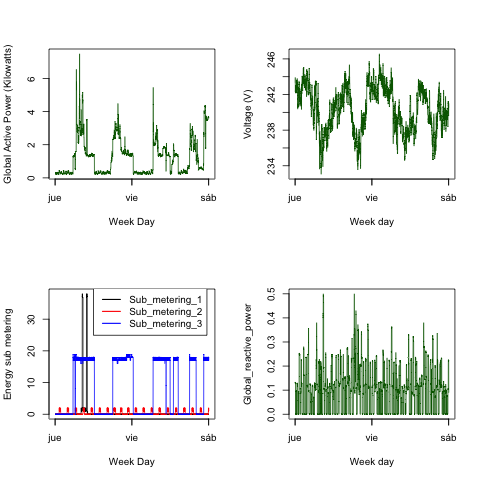 Global Active Power (Kilowatts)
0 2 4 6
jue vie sáb
Week Day
Voltage (V)
234 238 242 246
jue vie sáb
Week day
Energy sub metering
0 10 20 30
Sub_metering_1
Sub_metering_2
Sub_metering_3
jue vie sáb
Week Day
Global_reactive_power
0.0 0.1 0.2 0.3 0.4 0.5
jue vie sáb
Week Day